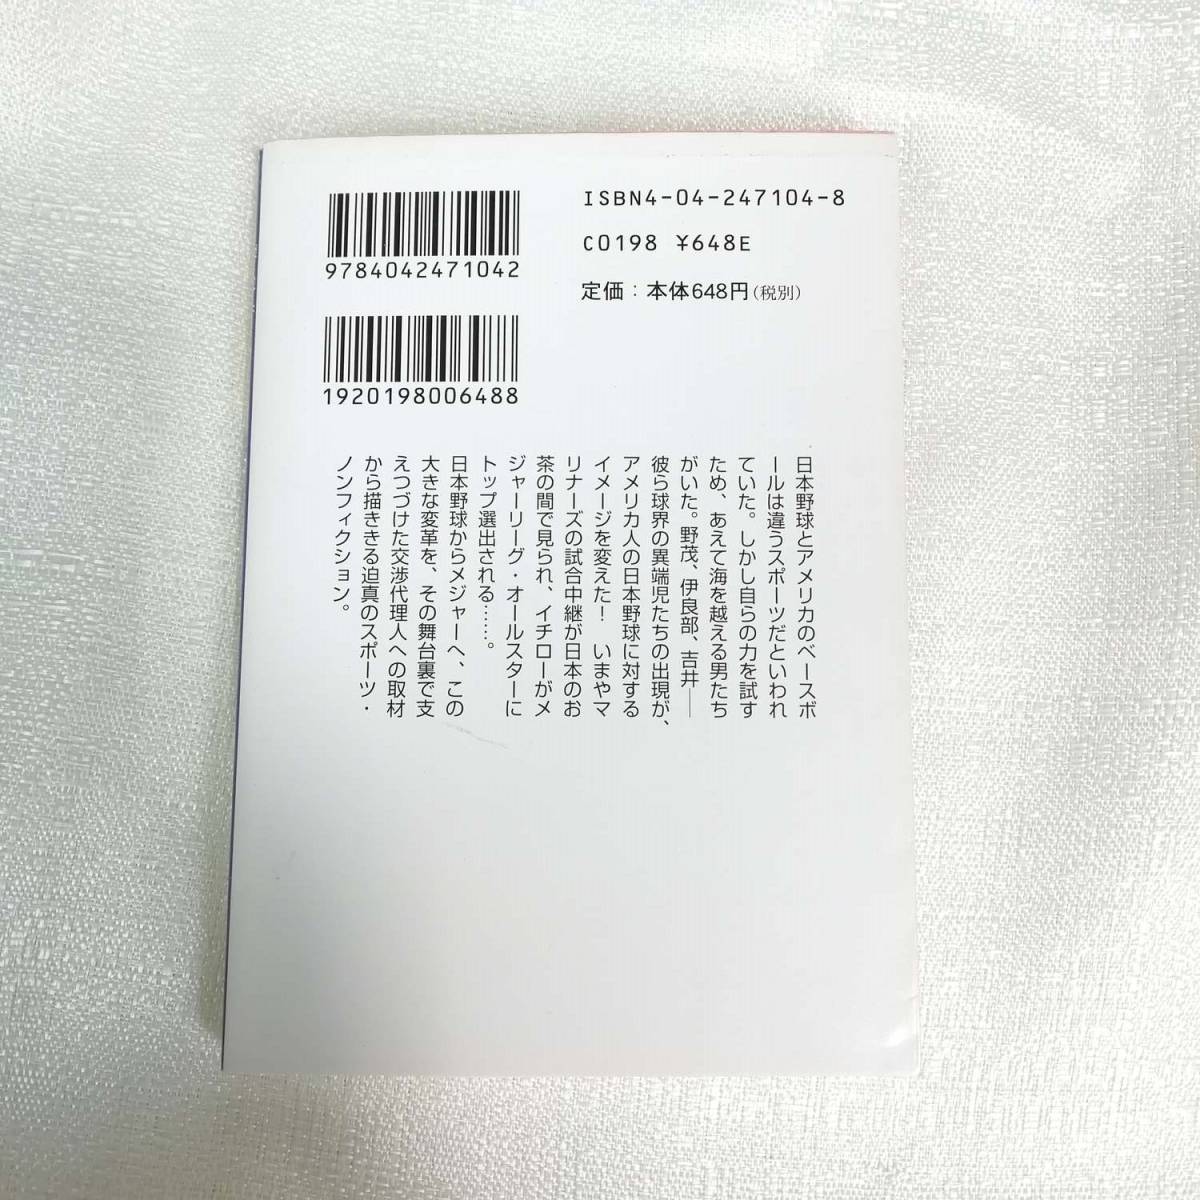 9784042471042
1920198006488
ISBN4-04-247104-8
C0198 ¥648E
定価：本体648円(税別)
日本野球とアメリカのベースボ
ールは違うスポーツだといわれ
ていた。しかし自らの力を試す
ため、あえて海を越える男たち
がいた。野茂、伊良部、吉井──
彼ら球界の異端児たちの出現が、
アメリカ人の日本野球に対する
イメージを変えた！　いまやマ
リナーズの試合中継が日本のお
茶の間で見られ、イチローがメ
ジャーリーグ・オールスターに
トップ選出される……。
日本野球からメジャーへ、この
大きな変革を、その舞台裏で支
えつづけた交渉代理人への取材
から描ききる迫真のスポーツ・
ノンフィクション。